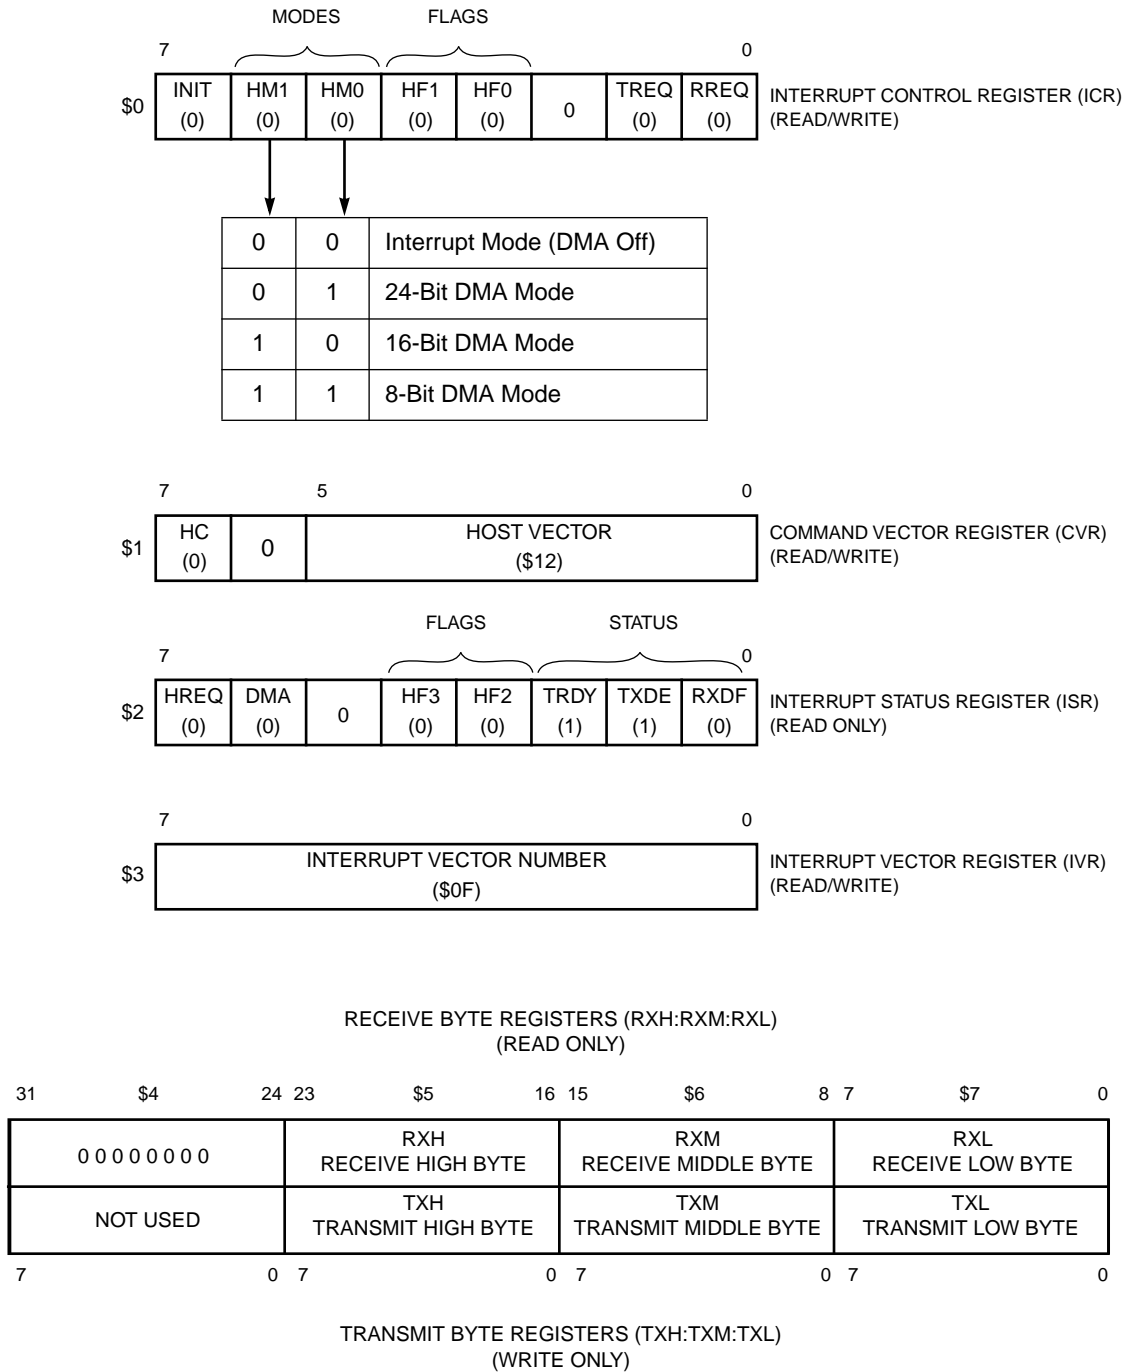 MODES FLAGS
7 0
$0 INIT (0) HM1 (0) HM0 (0) HF1 (0) HF0 (0) 0 TREQ (0) RREQ (0) INTERRUPT CONTROL REGISTER (ICR)
(READ/WRITE)
0 0 Interrupt Mode (DMA Off)
0 1 24-Bit DMA Mode
1 0 16-Bit DMA Mode
1 1 8-Bit DMA Mode
7 5 0
$1 HC (0) 0 HOST VECTOR ($12) COMMAND VECTOR REGISTER (CVR)
(READ/WRITE)
FLAGS STATUS
7 0
$2 HREQ (0) DMA (0) 0 HF3 (0) HF2 (0) TRDY (1) TXDE (1) RXDF (0) INTERRUPT STATUS REGISTER (ISR)
(READ ONLY)
7 0
$3 INTERRUPT VECTOR NUMBER ($0F) INTERRUPT VECTOR REGISTER (IVR)
(READ/WRITE)
RECEIVE BYTE REGISTERS (RXH:RXM:RXL)
(READ ONLY)
31 $4 24 23 $5 16 15 $6 8 7 $7 0
0 0 0 0 0 0 0 0 RXH RXM RXL
RECEIVE HIGH BYTE RECEIVE MIDDLE BYTE RECEIVE LOW BYTE
NOT USED TXH TXM TXL
TRANSMIT HIGH BYTE TRANSMIT MIDDLE BYTE TRANSMIT LOW BYTE
7 0 7 0 7 0 7 0
TRANSMIT BYTE REGISTERS (TXH:TXM:TXL)
(WRITE ONLY)